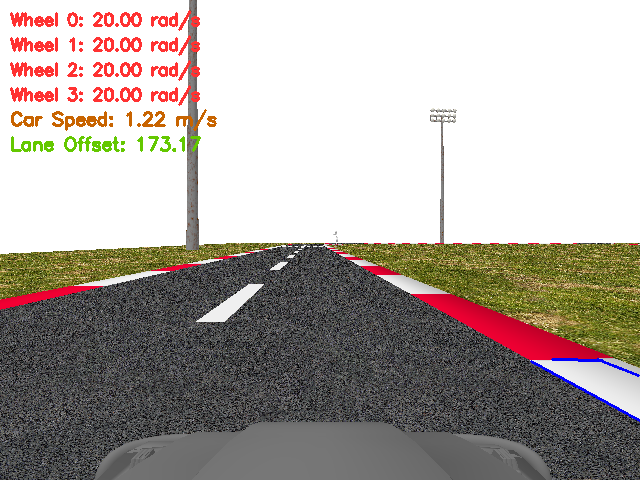 Wheel 0: 20.00 rad/s
Wheel 1: 20.00 rad/s
Wheel 2: 20.00 rad/s
Wheel 3: 20.00 rad/s
Car Speed: 1.22 m/s
Lane Offset: 173.17